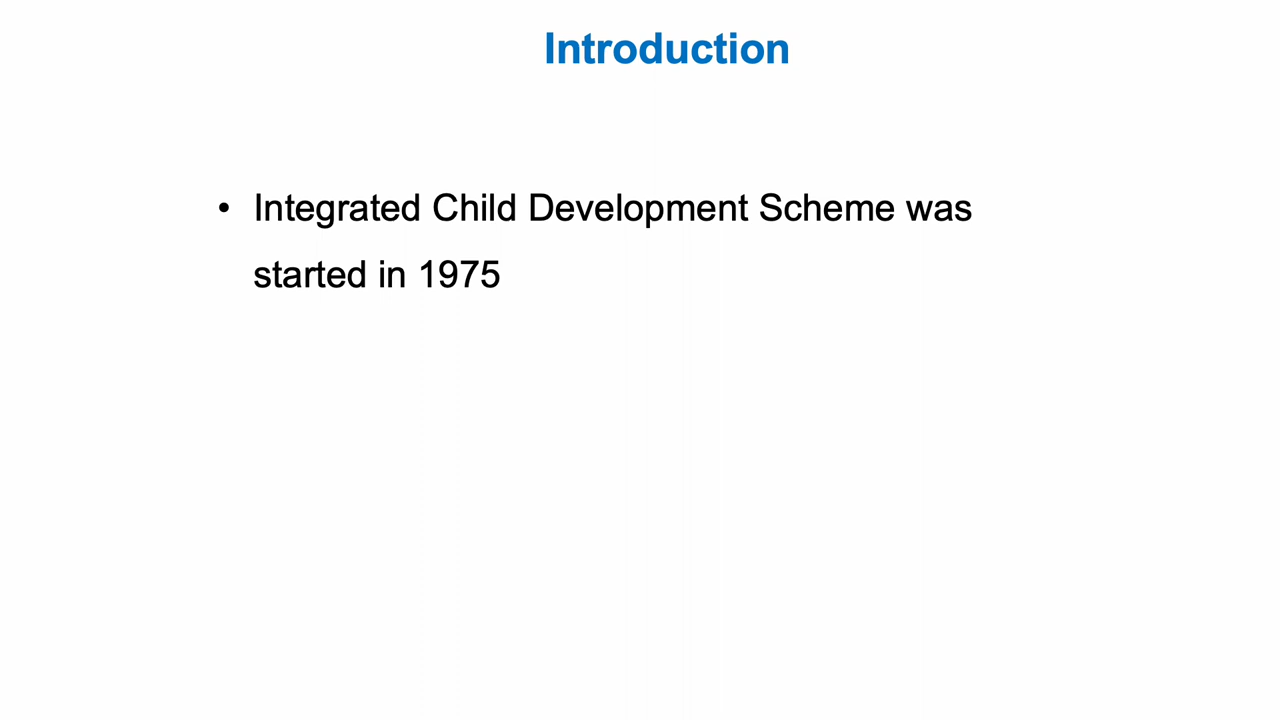 Introduction
• Integrated Child Development Scheme was
started in 1975